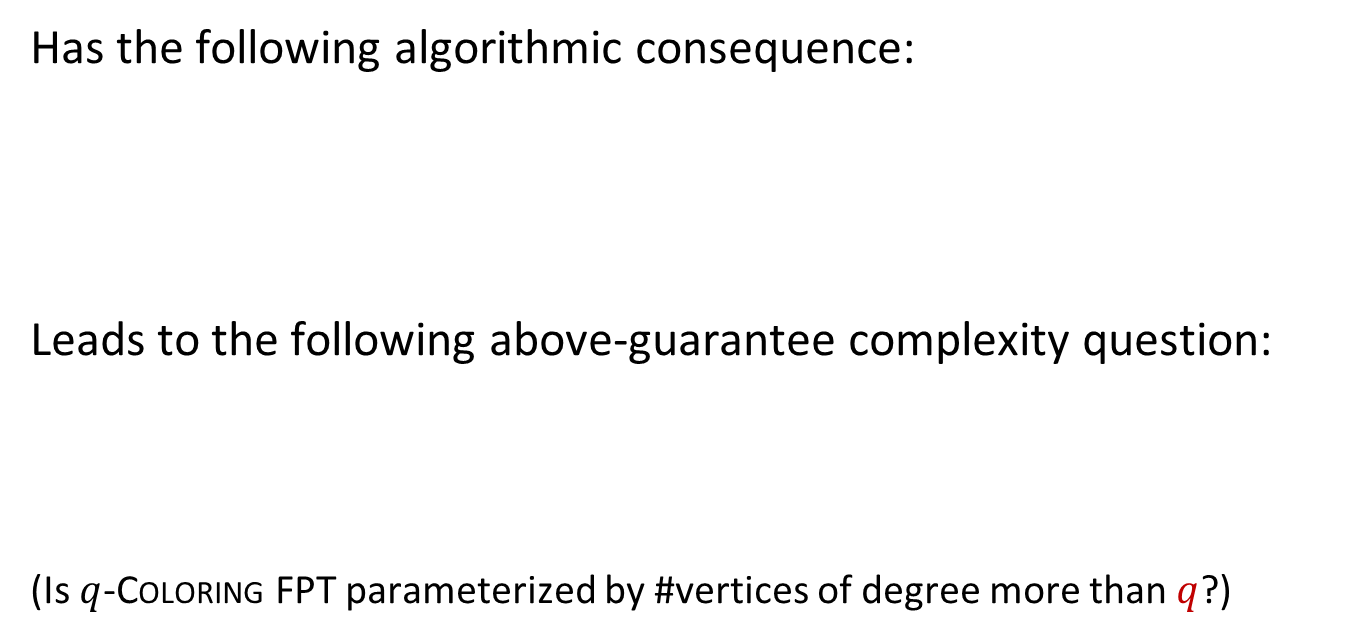 Has the following algorithmic consequence:
Leads to the following above-guarantee complexity question:
(Is q-COLORING FPT parameterized by #vertices of degree more than q?)